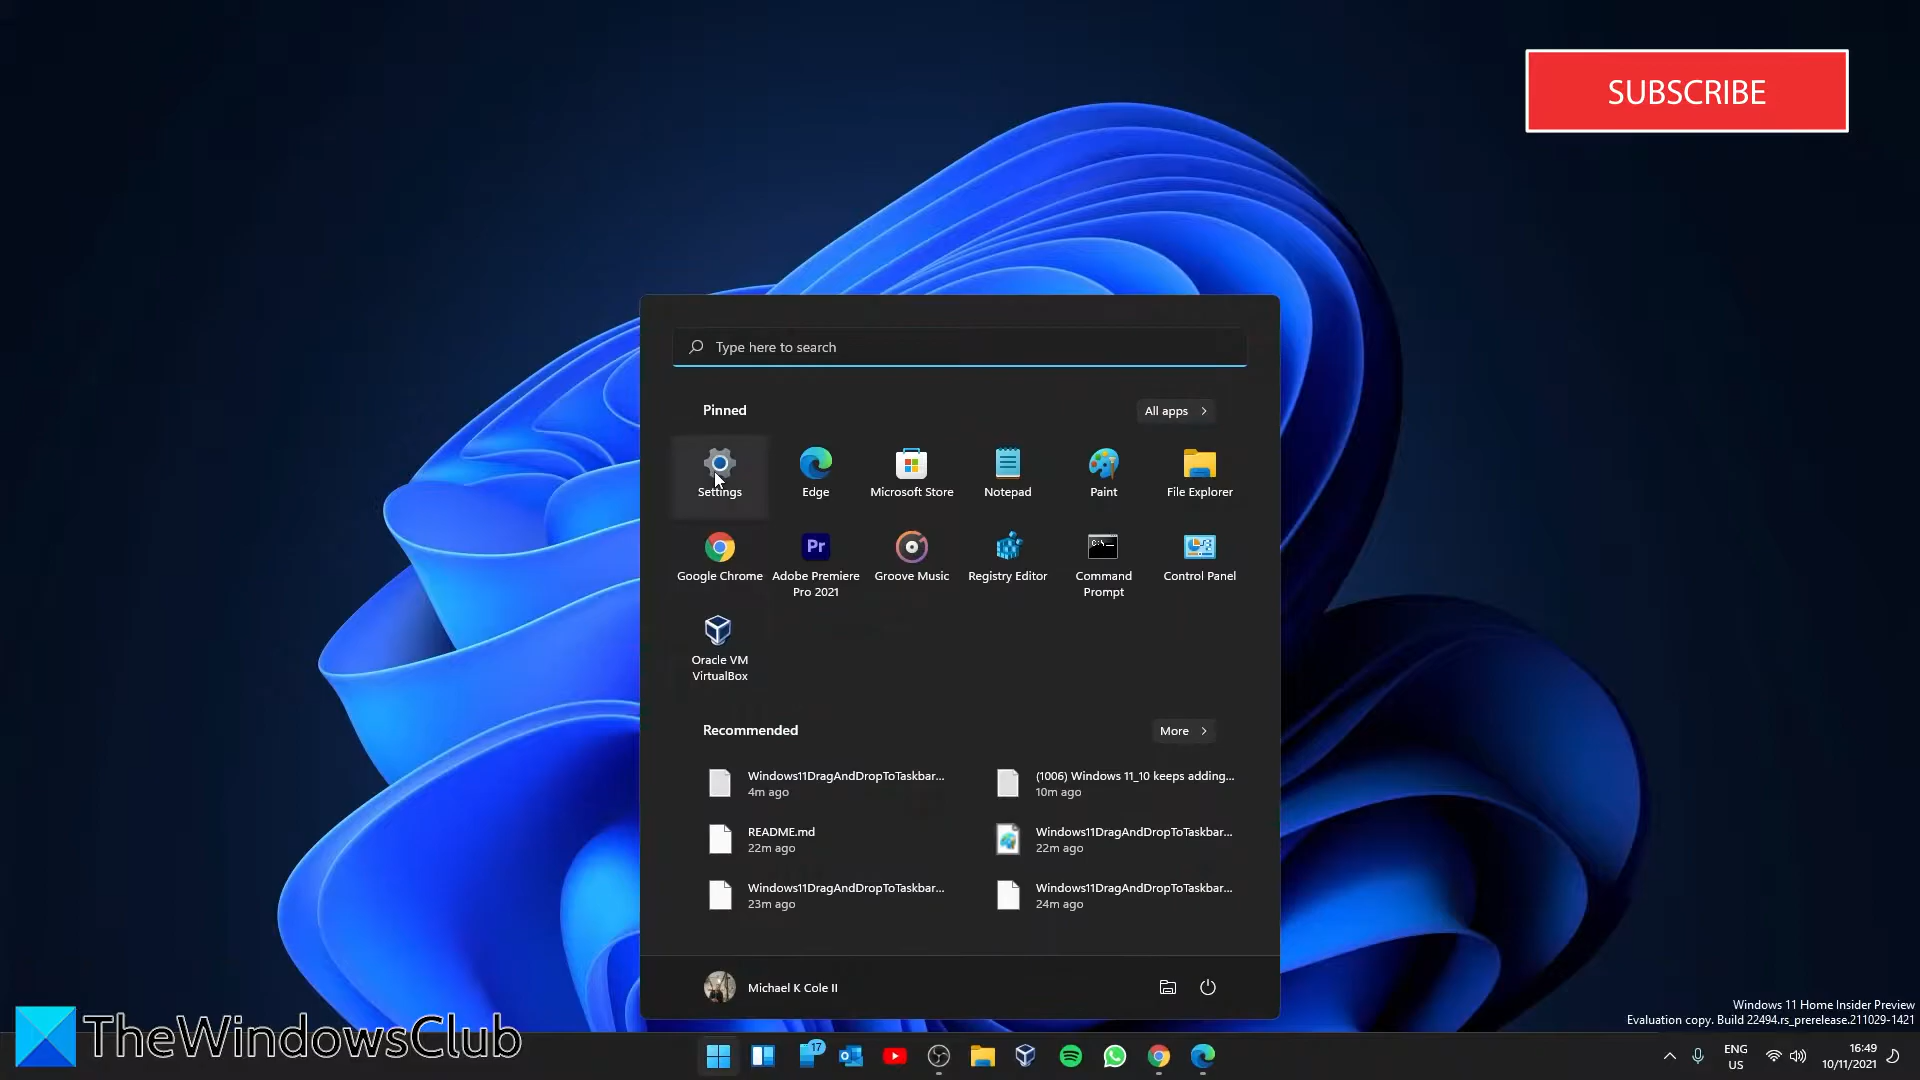 SUBSCRIBE
Type here to search
Pinned
All apps
Settings
Edge
Microsoft Store
Notepad
Paint
File Explorer
Google Chrome
Adobe Premiere
Pro 2021
Groove Music
Registry Editor
Command
Prompt
Control Panel
Oracle VM
VirtualBox
Recommended
More
Windows11DragAndDropToTaskbar...
4m ago
(1006) Windows 11_10 keeps adding...
10m ago
README.md
22m ago
Windows11DragAndDropToTaskbar...
22m ago
Windows11DragAndDropToTaskbar...
23m ago
Windows11DragAndDropToTaskbar...
24m ago
Michael K Cole II
Windows 11 Home Insider Preview
Evaluation copy. Build 22494.rs_prerelease.211029-1421
TheWindowsClub
17
ENG
US
16:49
10/11/2021
Pr
C:\_